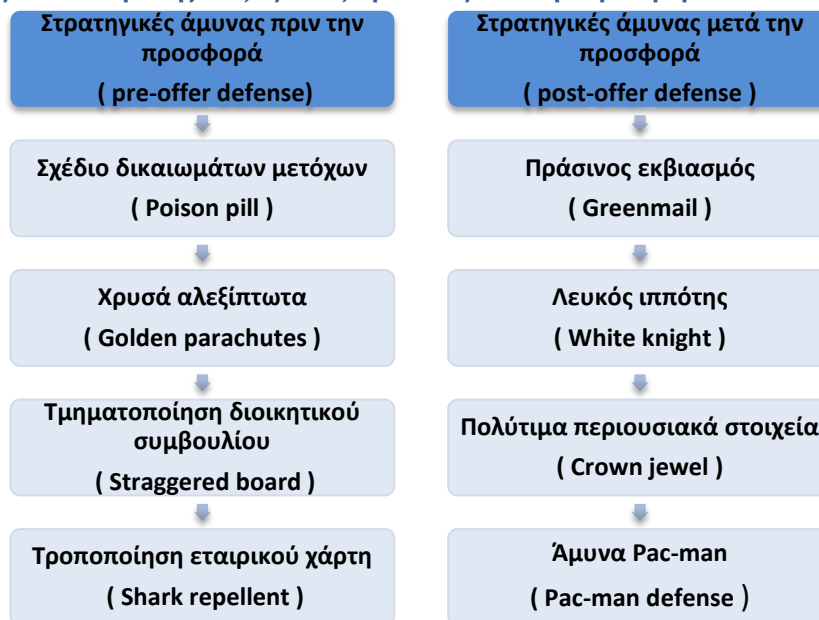 Στρατηγικές άμυνας πριν την
προσφορά
( pre-offer defense)
Σχέδιο δικαιωμάτων μετόχων
( Poison pill )
Χρυσά αλεξίπτωτα
( Golden parachutes )
Τμηματοποίηση διοικητικού
συμβουλίου
( Straggered board )
Τροποποίηση εταιρικού χάρτη
( Shark repellent )
Στρατηγικές άμυνας μετά την
προσφορά
( post-offer defense )
Πράσινος εκβιασμός
( Greenmail )
Λευκός ιππότης
( White knight )
Πολύτιμα περιουσιακά στοιχεία
( Crown jewel )
Άμυνα Pac-man
( Pac-man defense )